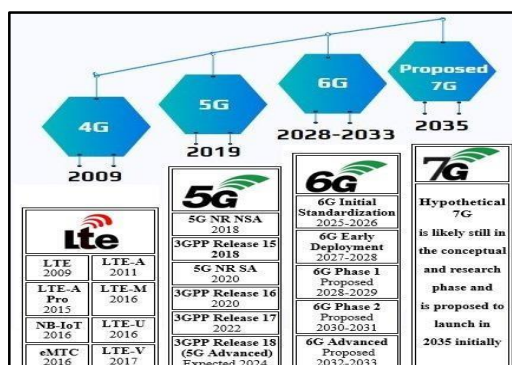 4G
2009
5G
2019
6G
2028-2033
Proposed
7G
2035
Lte
LTE
2009
LTE-A
2011
LTE-A
Pro
2015
LTE-M
2016
NB-IoT
2016
LTE-U
2016
eMTC
2016
LTE-V
2017
5G
5G NR NSA
2018
3GPP Release 15
2018
5G NR SA
2020
3GPP Release 16
2020
3GPP Release 17
2022
3GPP Release 18
(5G Advanced)
Expected 2024
6G
6G Initial
Standardization
2025-2026
6G Early
Deployment
2027-2028
6G Phase 1
Proposed
2028-2029
6G Phase 2
Proposed
2030-2031
6G Advanced
Proposed
2032-2033
7G
Hypothetical
7G
is likely still in
the conceptual
and research
phase and
is proposed to
launch in
2035 initially